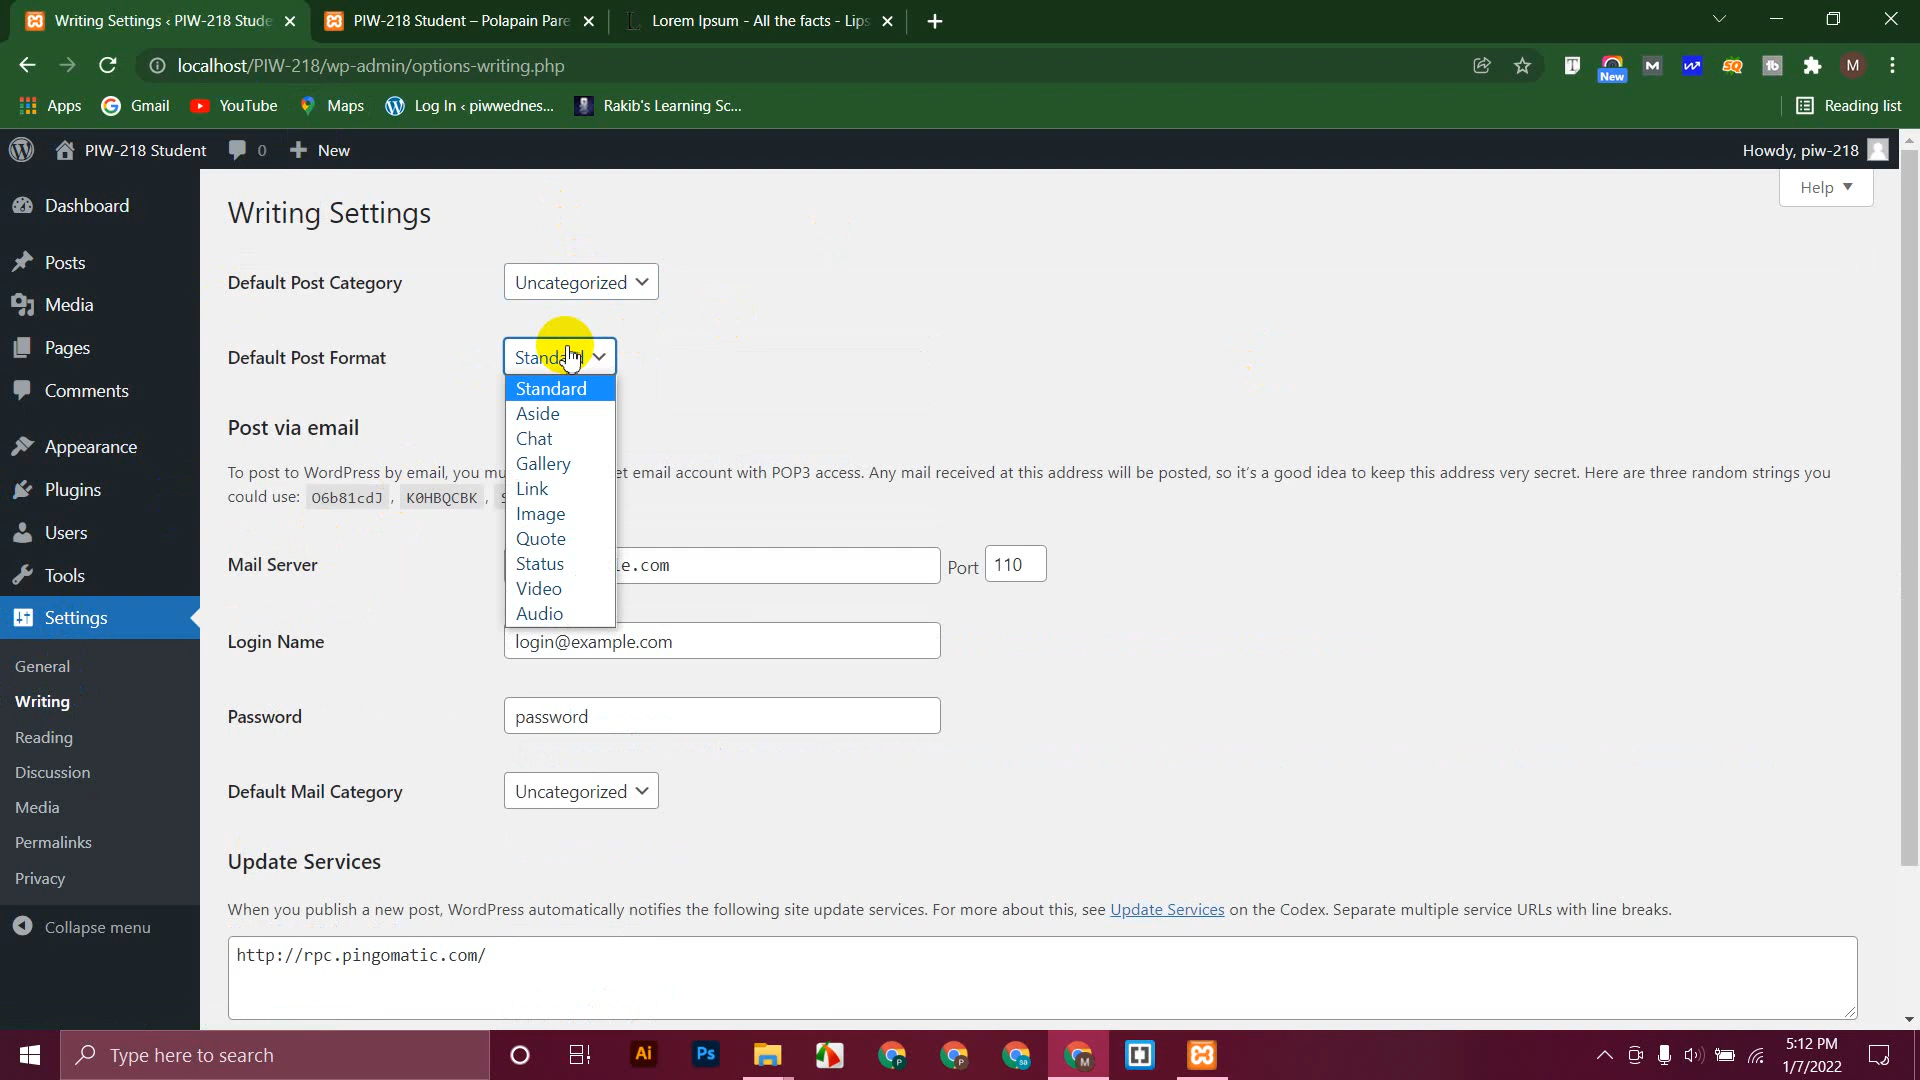 Writing Settings ‹ PIW-218 Stude
PIW-218 Student – Polapain Pare
Lorem Ipsum - All the facts - Lips
localhost/PIW-218/wp-admin/options-writing.php
New
M
Apps
Gmail
YouTube
Maps
Log In ‹ piwwednes...
Rakib's Learning Sc...
Reading list
PIW-218 Student
0
New
Howdy, piw-218
Dashboard
Posts
Media
Pages
Comments
Appearance
Plugins
Users
Tools
Settings
General
Writing
Reading
Discussion
Media
Permalinks
Privacy
Collapse menu
Help
Writing Settings
Default Post Category
Uncategorized
Default Post Format
Standard
Standard
Aside
Chat
Gallery
Link
Image
Quote
Status
Video
Audio
Post via email
To post to WordPress by email, you mu et email account with POP3 access. Any mail received at this address will be posted, so it's a good idea to keep this address very secret. Here are three random strings you
could use: O6b81cdJ , K0HBQCBK ,
Mail Server
le.com
Port
110
Login Name
login@example.com
Password
password
Default Mail Category
Uncategorized
Update Services
When you publish a new post, WordPress automatically notifies the following site update services. For more about this, see Update Services on the Codex. Separate multiple service URLs with line breaks.
http://rpc.pingomatic.com/
Type here to search
Ai
Ps
5:12 PM
1/7/2022